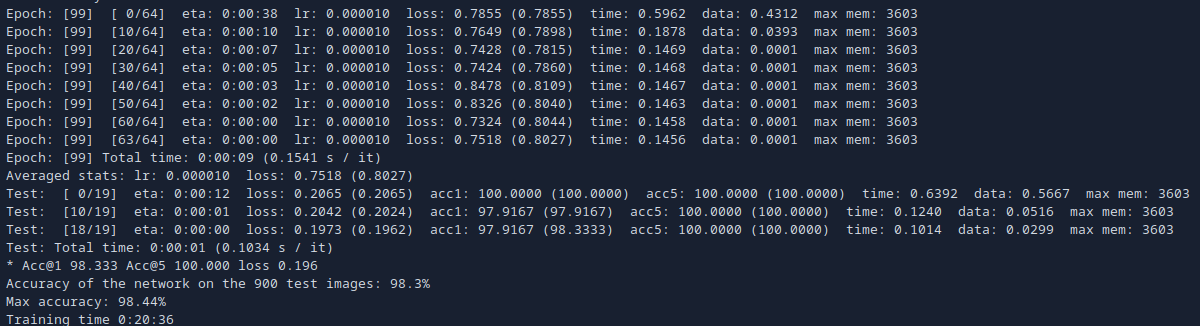 Epoch: [99]  [ 0/64]  eta: 0:00:38  lr: 0.000010  loss: 0.7855 (0.7855)  time: 0.5962  data: 0.4312  max mem: 3603
Epoch: [99]  [10/64]  eta: 0:00:10  lr: 0.000010  loss: 0.7649 (0.7898)  time: 0.1878  data: 0.0393  max mem: 3603
Epoch: [99]  [20/64]  eta: 0:00:07  lr: 0.000010  loss: 0.7428 (0.7815)  time: 0.1469  data: 0.0001  max mem: 3603
Epoch: [99]  [30/64]  eta: 0:00:05  lr: 0.000010  loss: 0.7424 (0.7860)  time: 0.1468  data: 0.0001  max mem: 3603
Epoch: [99]  [40/64]  eta: 0:00:03  lr: 0.000010  loss: 0.8478 (0.8109)  time: 0.1467  data: 0.0001  max mem: 3603
Epoch: [99]  [50/64]  eta: 0:00:02  lr: 0.000010  loss: 0.8326 (0.8040)  time: 0.1463  data: 0.0001  max mem: 3603
Epoch: [99]  [60/64]  eta: 0:00:00  lr: 0.000010  loss: 0.7324 (0.8044)  time: 0.1458  data: 0.0001  max mem: 3603
Epoch: [99]  [63/64]  eta: 0:00:00  lr: 0.000010  loss: 0.7518 (0.8027)  time: 0.1456  data: 0.0001  max mem: 3603
Epoch: [99] Total time: 0:00:09 (0.1541 s / it)
Averaged stats: lr: 0.000010  loss: 0.7518 (0.8027)
Test:  [ 0/19]  eta: 0:00:12  loss: 0.2065 (0.2065)  acc1: 100.0000 (100.0000)  acc5: 100.0000 (100.0000)  time: 0.6392  data: 0.5667  max mem: 3603
Test:  [10/19]  eta: 0:00:01  loss: 0.2042 (0.2024)  acc1: 97.9167 (97.9167)  acc5: 100.0000 (100.0000)  time: 0.1240  data: 0.0516  max mem: 3603
Test:  [18/19]  eta: 0:00:00  loss: 0.1973 (0.1962)  acc1: 97.9167 (98.3333)  acc5: 100.0000 (100.0000)  time: 0.1014  data: 0.0299  max mem: 3603
Test: Total time: 0:00:01 (0.1034 s / it)
* Acc@1 98.333 Acc@5 100.000 loss 0.196
Accuracy of the network on the 900 test images: 98.3%
Max accuracy: 98.44%
Training time 0:20:36